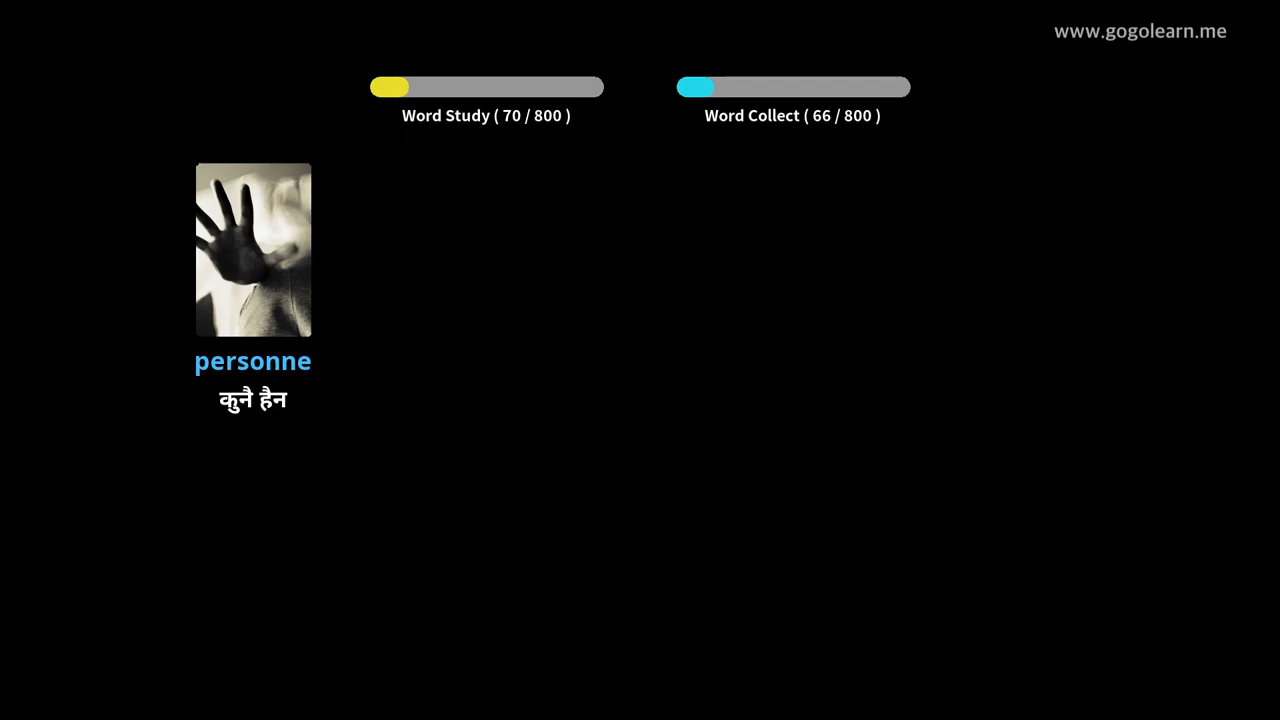 www.gogolearn.me
Word Study ( 70 / 800 )
Word Collect ( 66 / 800 )
personne
कुनै हैन